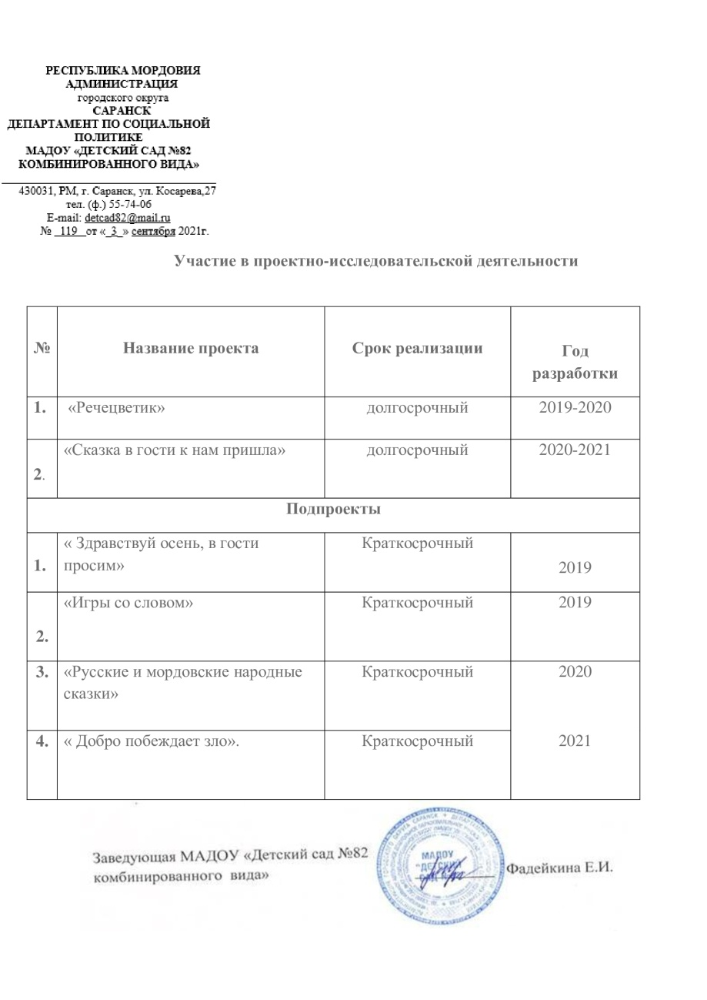 РЕСПУБЛИКА МОРДОВИЯ
АДМИНИСТРАЦИЯ
городского округа
САРАНСК
ДЕПАРТАМЕНТ ПО СОЦИАЛЬНОЙ
ПОЛИТИКЕ
МАДОУ «ДЕТСКИЙ САД №82
КОМБИНИРОВАННОГО ВИДА»
430031, РМ, г. Саранск, ул. Косарева,27
тел. (ф.) 55-74-06
E-mail: detcad82@mail.ru
№ _119_ от «_3_» сентября 2021г.
Участие в проектно-исследовательской деятельности
№ Название проекта Срок реализации Год
разработки
1. «Речецветик» долгосрочный 2019-2020
2. «Сказка в гости к нам пришла» долгосрочный 2020-2021
Подпроекты
1. « Здравствуй осень, в гости
просим» Краткосрочный 2019
2. «Игры со словом» Краткосрочный 2019
3. «Русские и мордовские народные
сказки» Краткосрочный 2020
4. « Добро побеждает зло». Краткосрочный 2021
Заведующая МАДОУ «Детский сад №82
комбинированного вида»
МАДОУ
"ДЕТСКИЙ
Фадейкина Е.И.